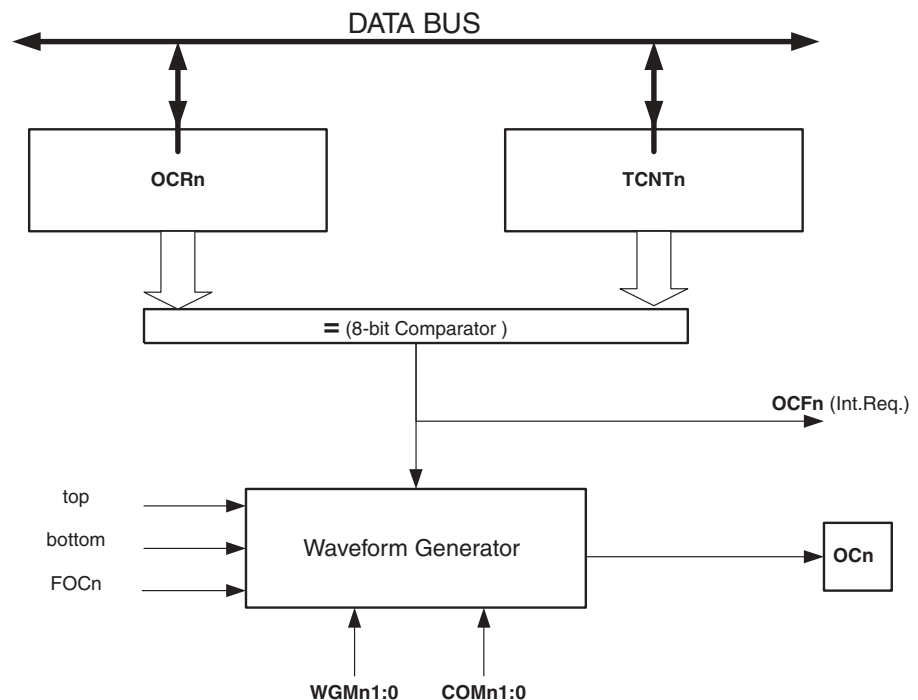 DATA BUS
OCRn
TCNTn
= (8-bit Comparator )
OCFn (Int.Req.)
top
bottom
FOCn
Waveform Generator
OCn
WGMn1:0
COMn1:0